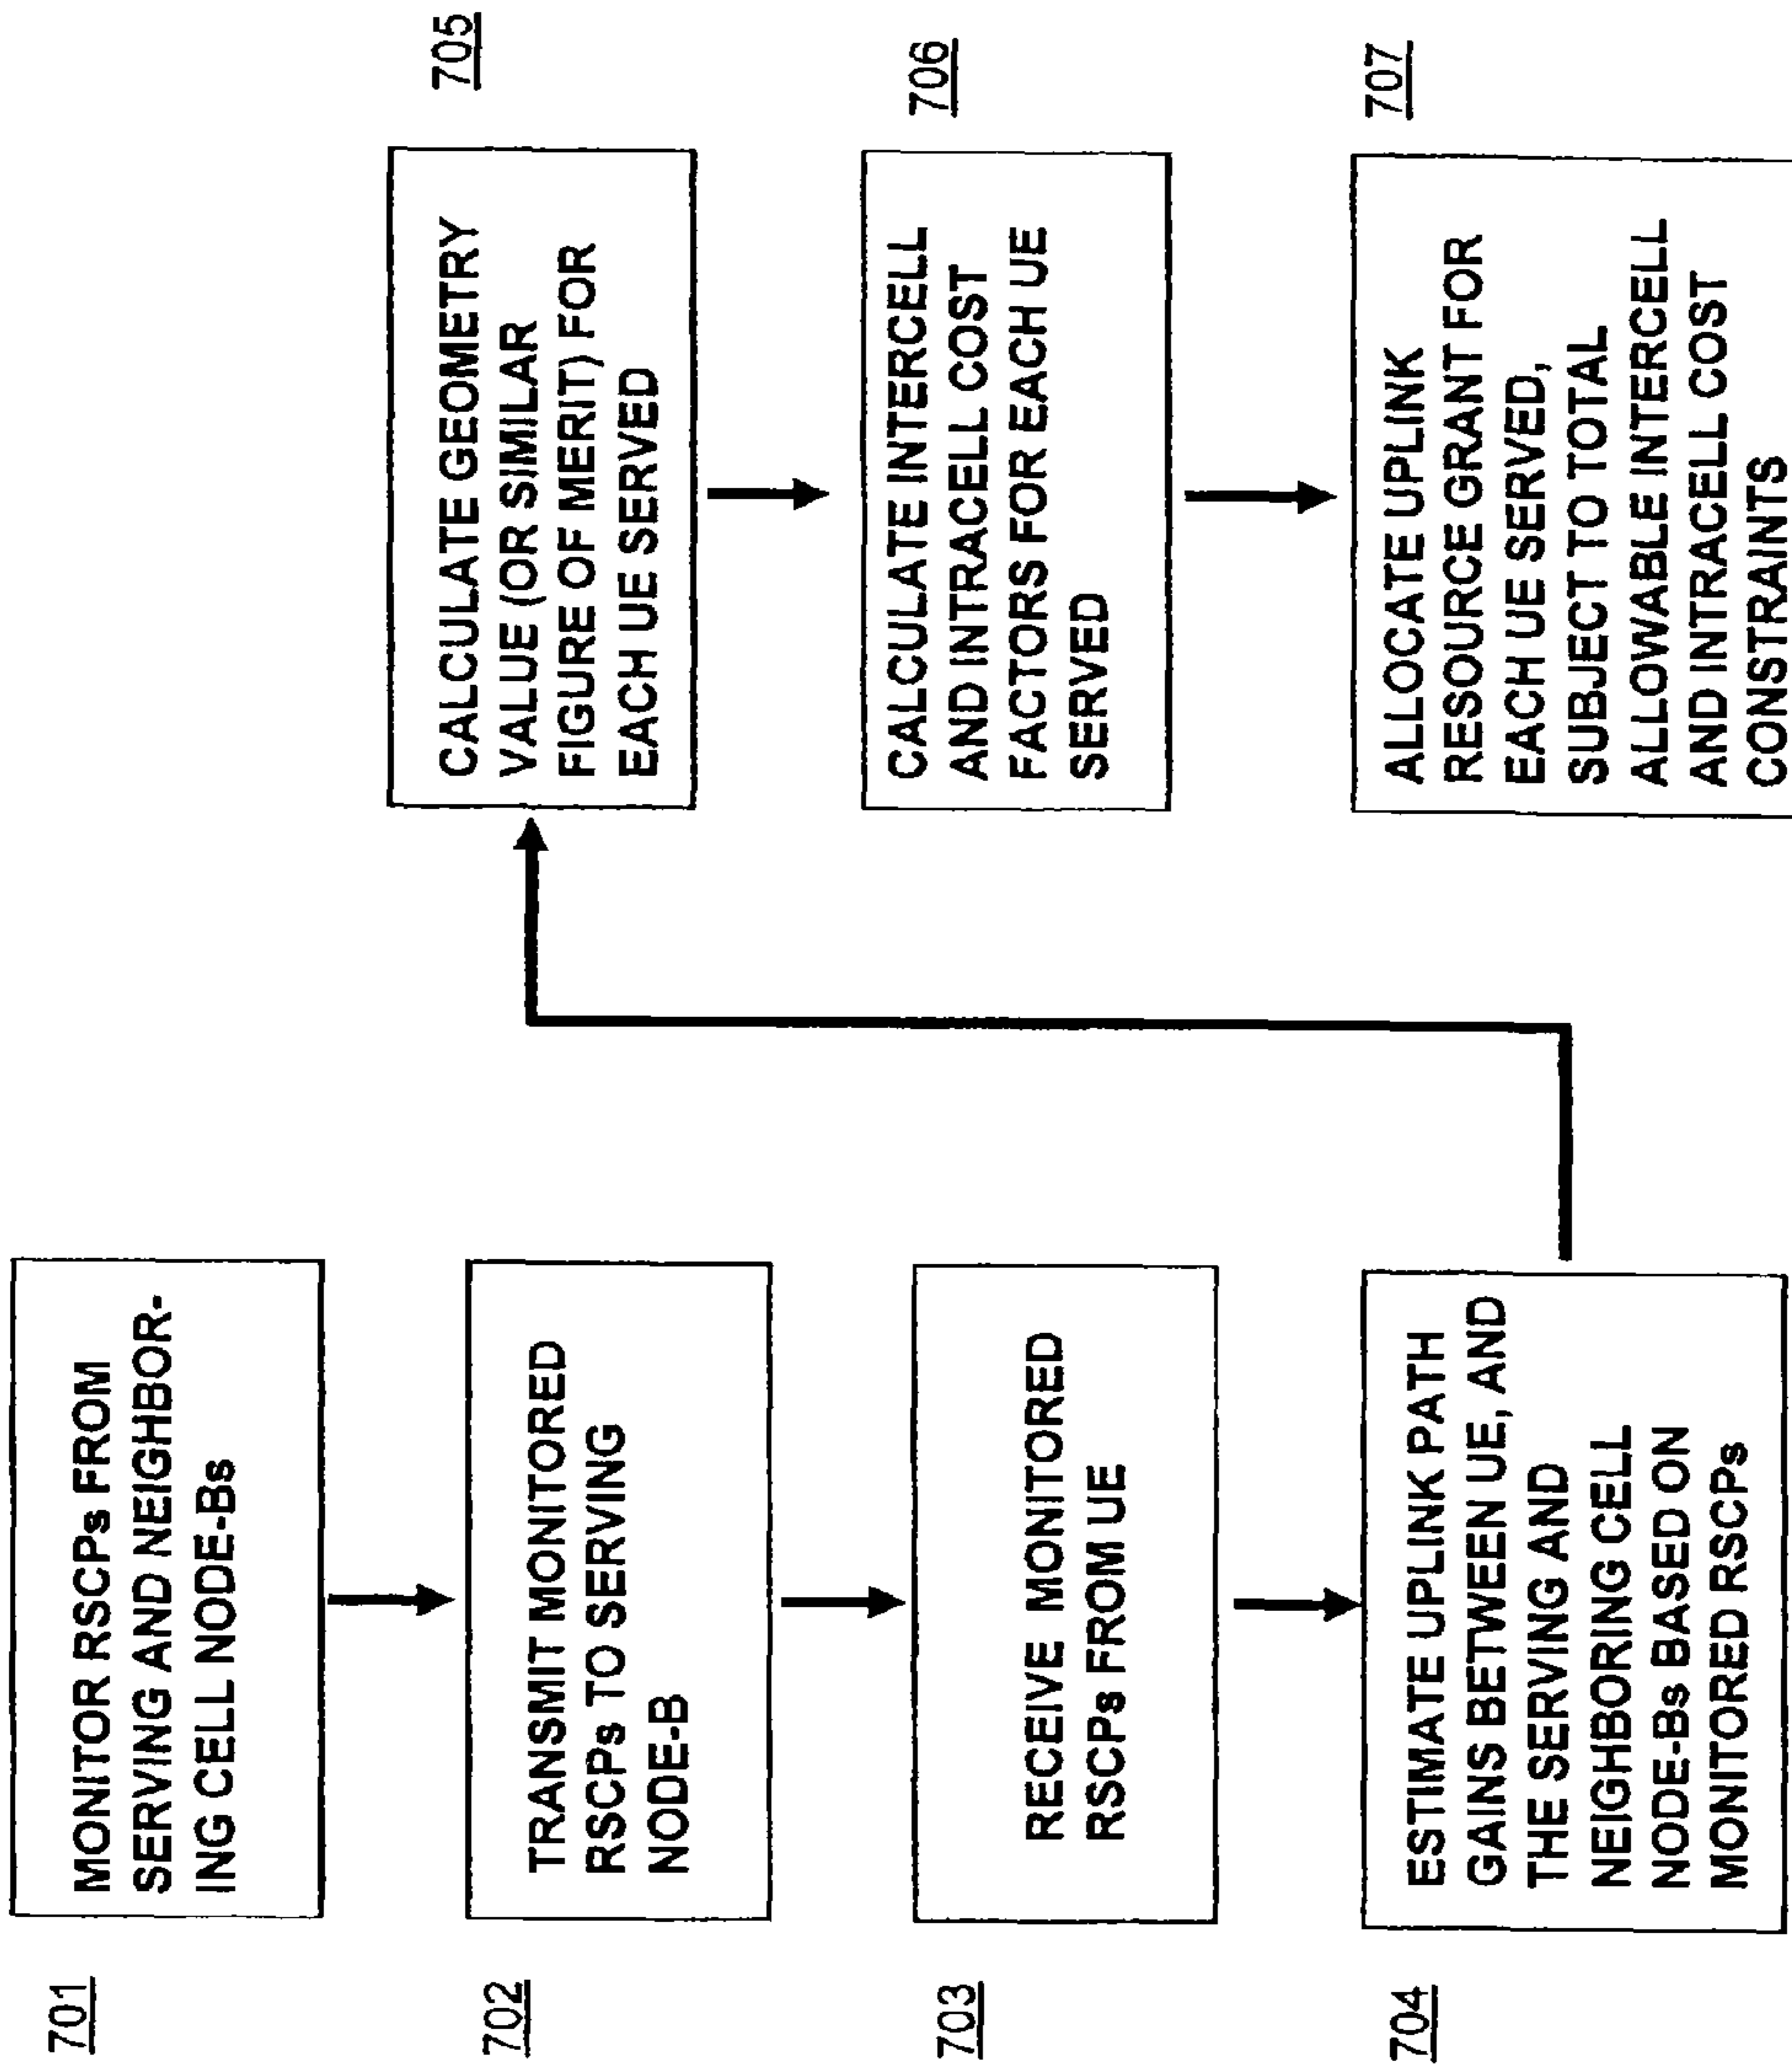 701
MONITOR RSCPs FROM
SERVING AND NEIGHBOR-
ING CELL NODE-Bs
702
TRANSMIT MONITORED
RSCPs TO SERVING
NODE-B
703
RECEIVE MONITORED
RSCPs FROM UE
704
ESTIMATE UPLINK PATH
GAINS BETWEEN UE, AND
THE SERVING AND
NEIGHBORING CELL
NODE-Bs BASED ON
MONITORED RSCPs
705
CALCULATE GEOMETRY
VALUE (OR SIMILAR
FIGURE OF MERIT) FOR
EACH UE SERVED
706
CALCULATE INTERCELL
AND INTRACELL COST
FACTORS FOR EACH UE
SERVED
707
ALLOCATE UPLINK
RESOURCE GRANT FOR
EACH UE SERVED,
SUBJECT TO TOTAL
ALLOWABLE INTERCELL
AND INTRACELL COST
CONSTRAINTS